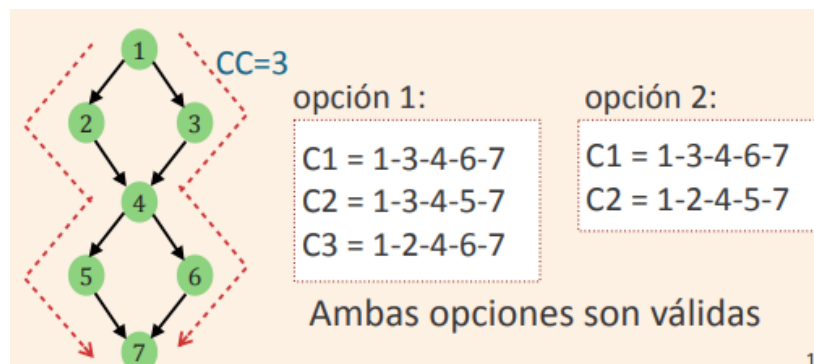 1
CC=3
2
3
4
5
6
7
opción 1:
C1 = 1-3-4-6-7
C2 = 1-3-4-5-7
C3 = 1-2-4-6-7
opción 2:
C1 = 1-3-4-6-7
C2 = 1-2-4-5-7
Ambas opciones son válidas
1